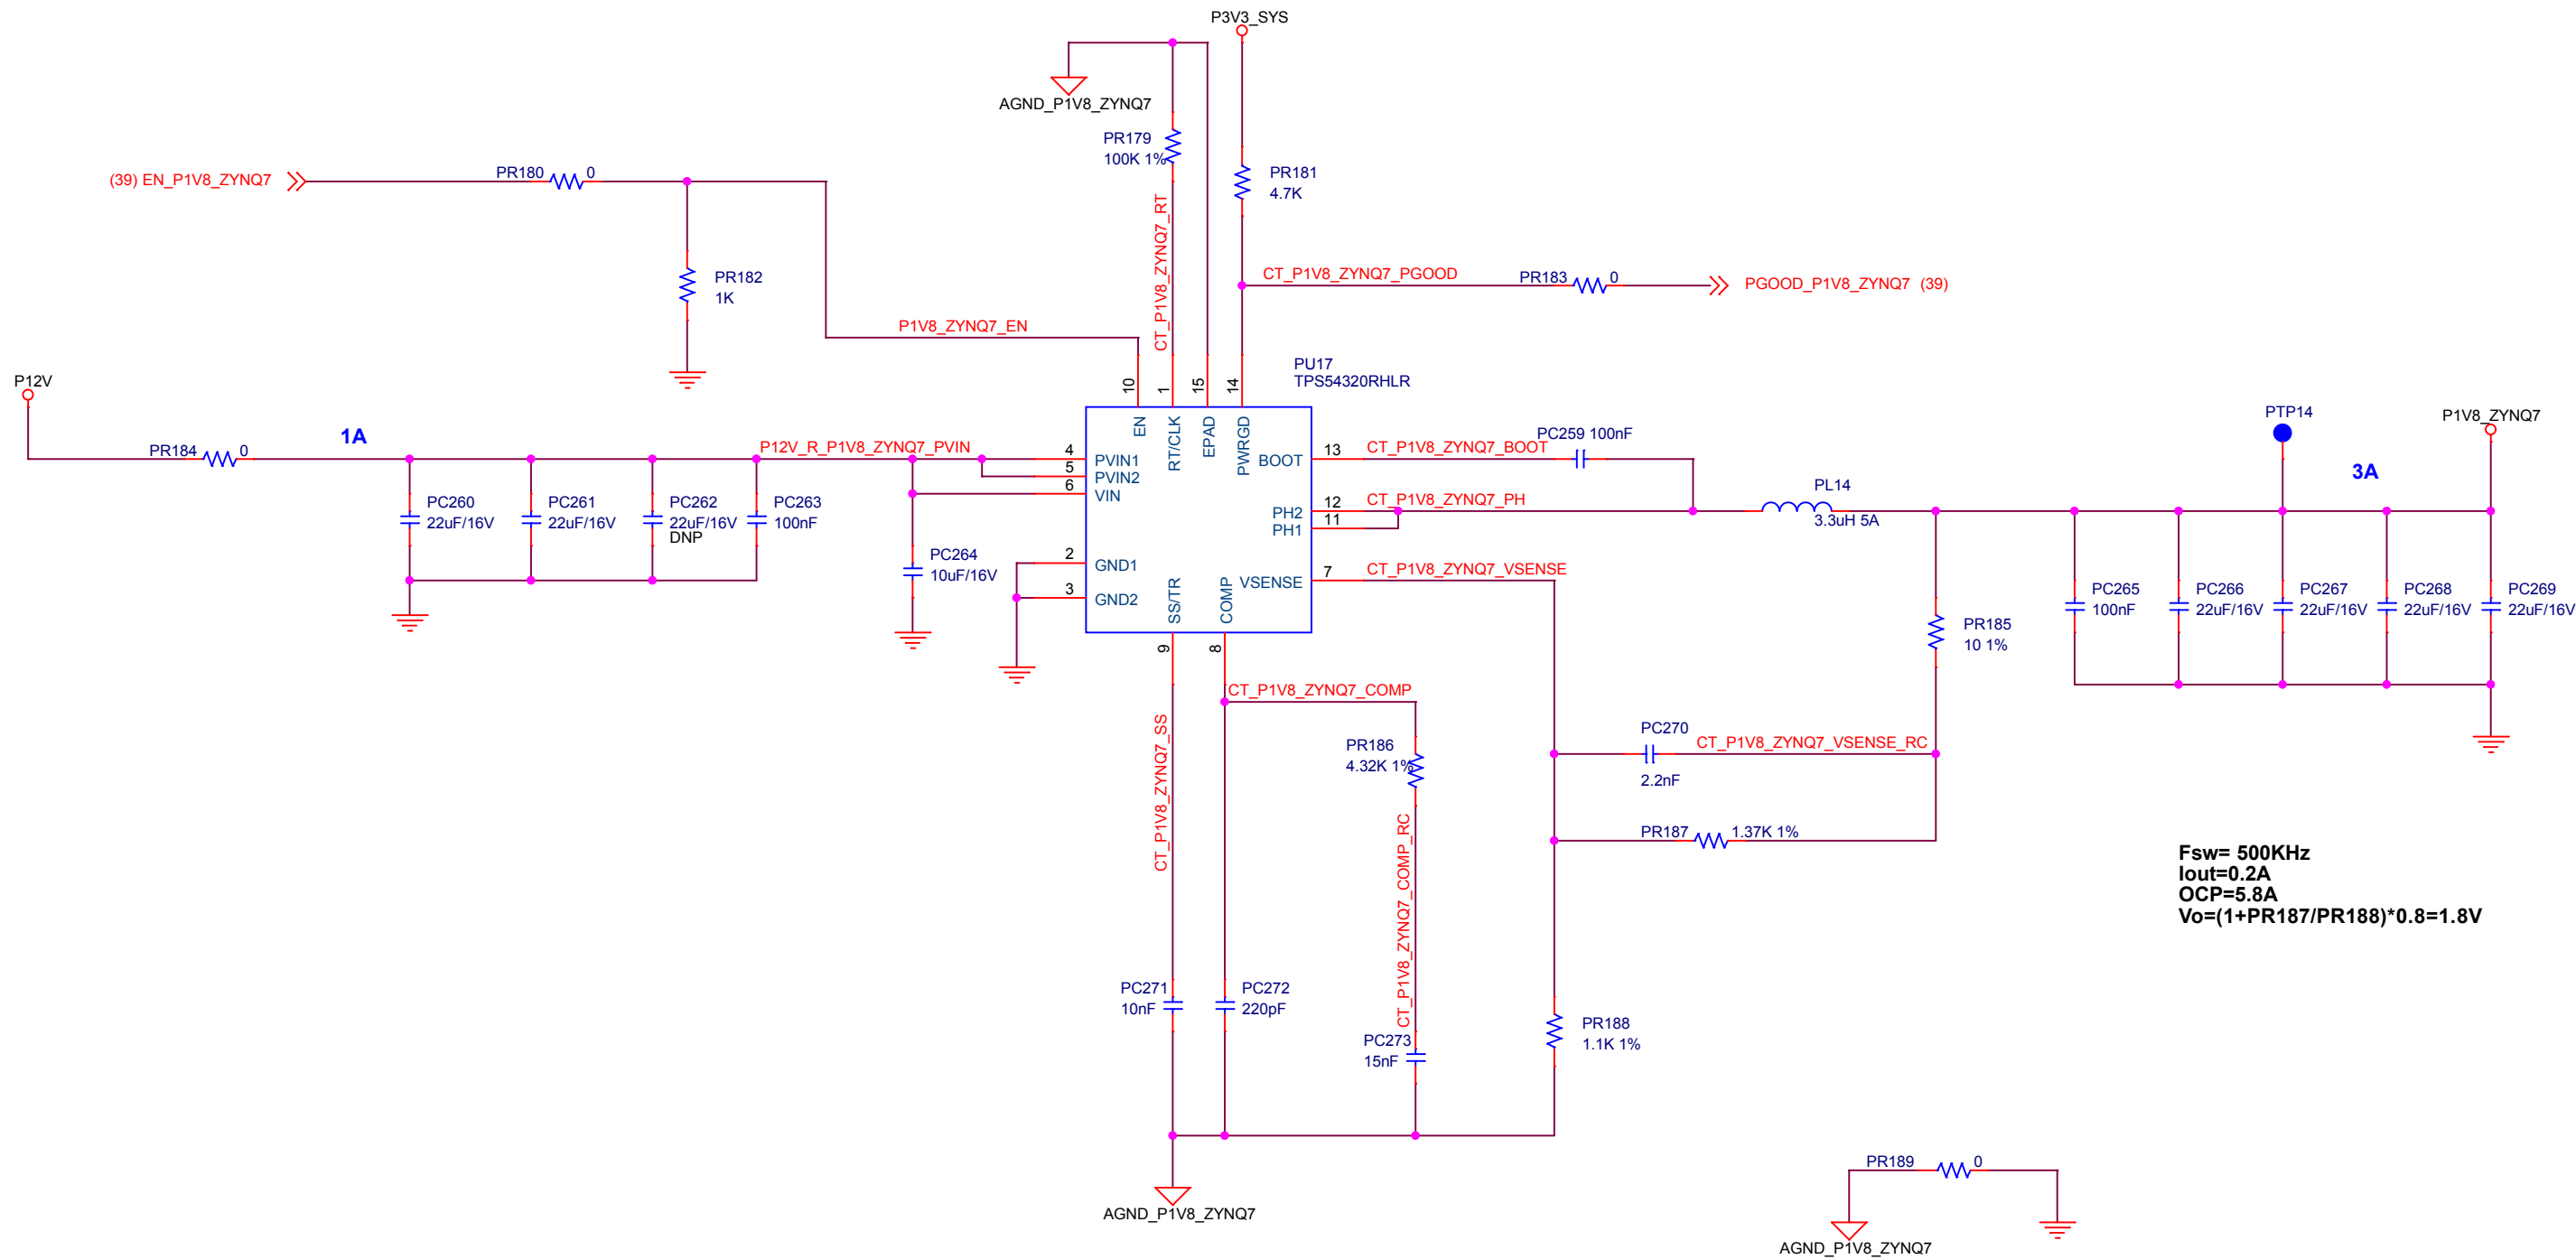 P3V3_SYS
AGND_P1V8_ZYNQ7
PR179
100K 1%
PR181
4.7K
(39) EN_P1V8_ZYNQ7
PR180
0
CT_P1V8_ZYNQ7_RT
PR182
1K
CT_P1V8_ZYNQ7_PGOOD
PR183
0
PGOOD_P1V8_ZYNQ7 (39)
P1V8_ZYNQ7_EN
PU17
TPS54320RHLR
P12V
10
1
15
14
PTP14
P1V8_ZYNQ7
PR184
0
1A
P12V_R_P1V8_ZYNQ7_PVIN
4
5
6
2
3
PVIN1
PVIN2
VIN
GND1
GND2
EN
RT/CLK
EPAD
PWRGD
BOOT
PH2
PH1
VSENSE
SS/TR
COMP
13
12
11
7
9
8
CT_P1V8_ZYNQ7_BOOT
PC259 100nF
CT_P1V8_ZYNQ7_PH
PL14
3.3uH 5A
3A
CT_P1V8_ZYNQ7_VSENSE
PC260
22uF/16V
PC261
22uF/16V
PC262
22uF/16V
DNP
PC263
100nF
PC264
10uF/16V
PC265
100nF
PC266
22uF/16V
PC267
22uF/16V
PC268
22uF/16V
PC269
22uF/16V
PR185
10 1%
CT_P1V8_ZYNQ7_COMP
CT_P1V8_ZYNQ7_SS
PR186
4.32K 1%
PC270
2.2nF
CT_P1V8_ZYNQ7_VSENSE_RC
PR187
1.37K 1%
CT_P1V8_ZYNQ7_COMP_RC
Fsw= 500KHz
Iout=0.2A
OCP=5.8A
Vo=(1+PR187/PR188)*0.8=1.8V
PC271
10nF
PC272
220pF
PC273
15nF
PR188
1.1K 1%
AGND_P1V8_ZYNQ7
PR189
0
AGND_P1V8_ZYNQ7